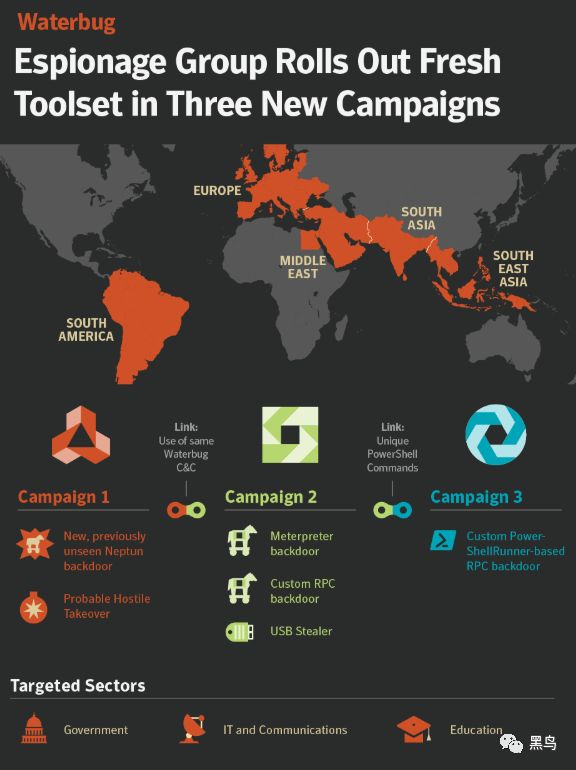 Waterbug
Espionage Group Rolls Out Fresh
Toolset in Three New Campaigns
EUROPE
SOUTH
ASIA
MIDDLE
EAST
SOUTH
EAST
ASIA
SOUTH
AMERICA
Link:
Use of same
Waterbug
C&C
Link:
Unique
PowerShell
Commands
Campaign 1
New, previously
unseen Neptun
backdoor
Probable Hostile
Takeover
Campaign 2
Meterpreter
backdoor
Custom RPC
backdoor
USB Stealer
Campaign 3
Custom Power-
ShellRunner-based
RPC backdoor
Targeted Sectors
Government
IT and Communications
Education
黑鸟